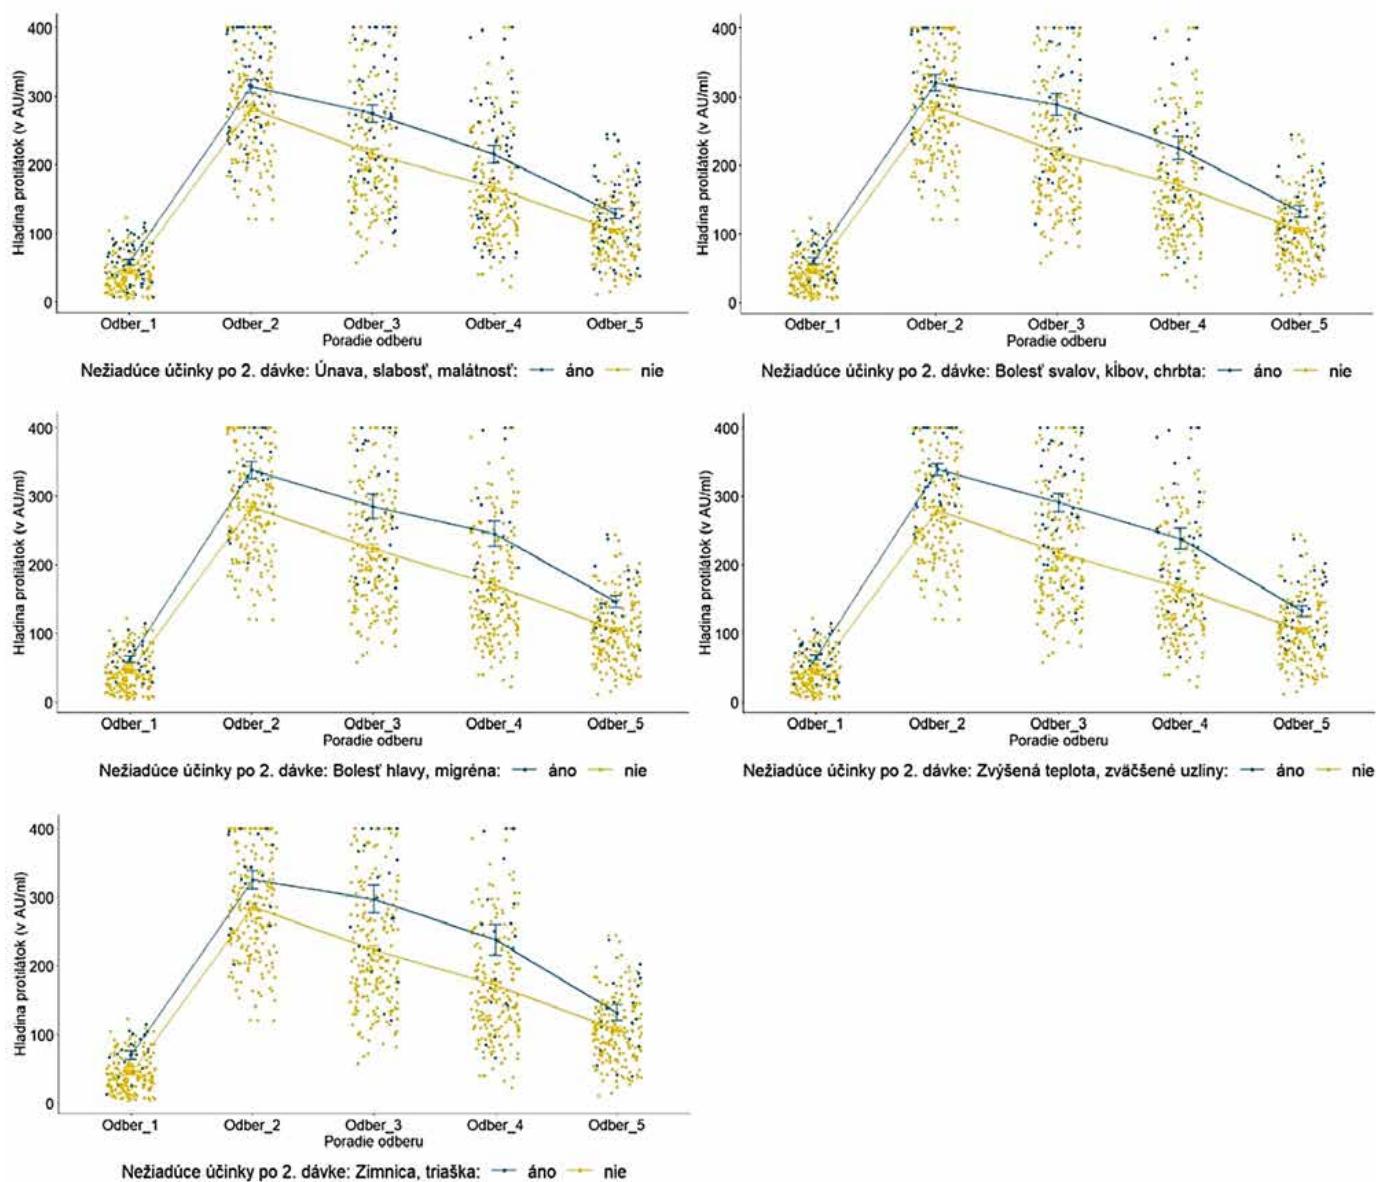 400
300
200
100
0
Hladina protilátok (v AU/ml)
Odber_1 Odber_2 Odber_3 Odber_4 Odber_5
Poradie odberu
Nežiadúce účinky po 2. dávke: Únava, slabosť, malátnosť: áno nie
400
300
200
100
0
Hladina protilátok (v AU/ml)
Odber_1 Odber_2 Odber_3 Odber_4 Odber_5
Poradie odberu
Nežiadúce účinky po 2. dávke: Bolesť svalov, kĺbov, chrbta: áno nie
400
300
200
100
0
Hladina protilátok (v AU/ml)
Odber_1 Odber_2 Odber_3 Odber_4 Odber_5
Poradie odberu
Nežiadúce účinky po 2. dávke: Bolesť hlavy, migréna: áno nie
400
300
200
100
0
Hladina protilátok (v AU/ml)
Odber_1 Odber_2 Odber_3 Odber_4 Odber_5
Poradie odberu
Nežiadúce účinky po 2. dávke: Zvýšená teplota, zväčšené uzliny: áno nie
400
300
200
100
0
Hladina protilátok (v AU/ml)
Odber_1 Odber_2 Odber_3 Odber_4 Odber_5
Poradie odberu
Nežiadúce účinky po 2. dávke: Zimnica, triaška: áno nie